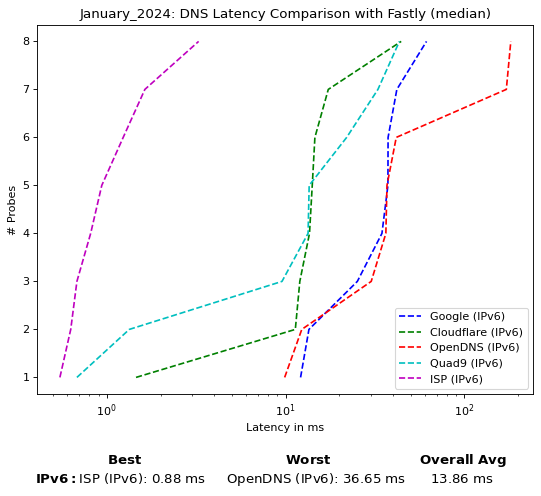 January_2024: DNS Latency Comparison with Fastly (median)
8
7
6
5
4
3
2
1
# Probes
Google (IPv6)
Cloudflare (IPv6)
OpenDNS (IPv6)
Quad9 (IPv6)
ISP (IPv6)
10⁰ 10¹ 10²
Latency in ms
Best Worst Overall Avg
IPv6: ISP (IPv6): 0.88 ms OpenDNS (IPv6): 36.65 ms 13.86 ms